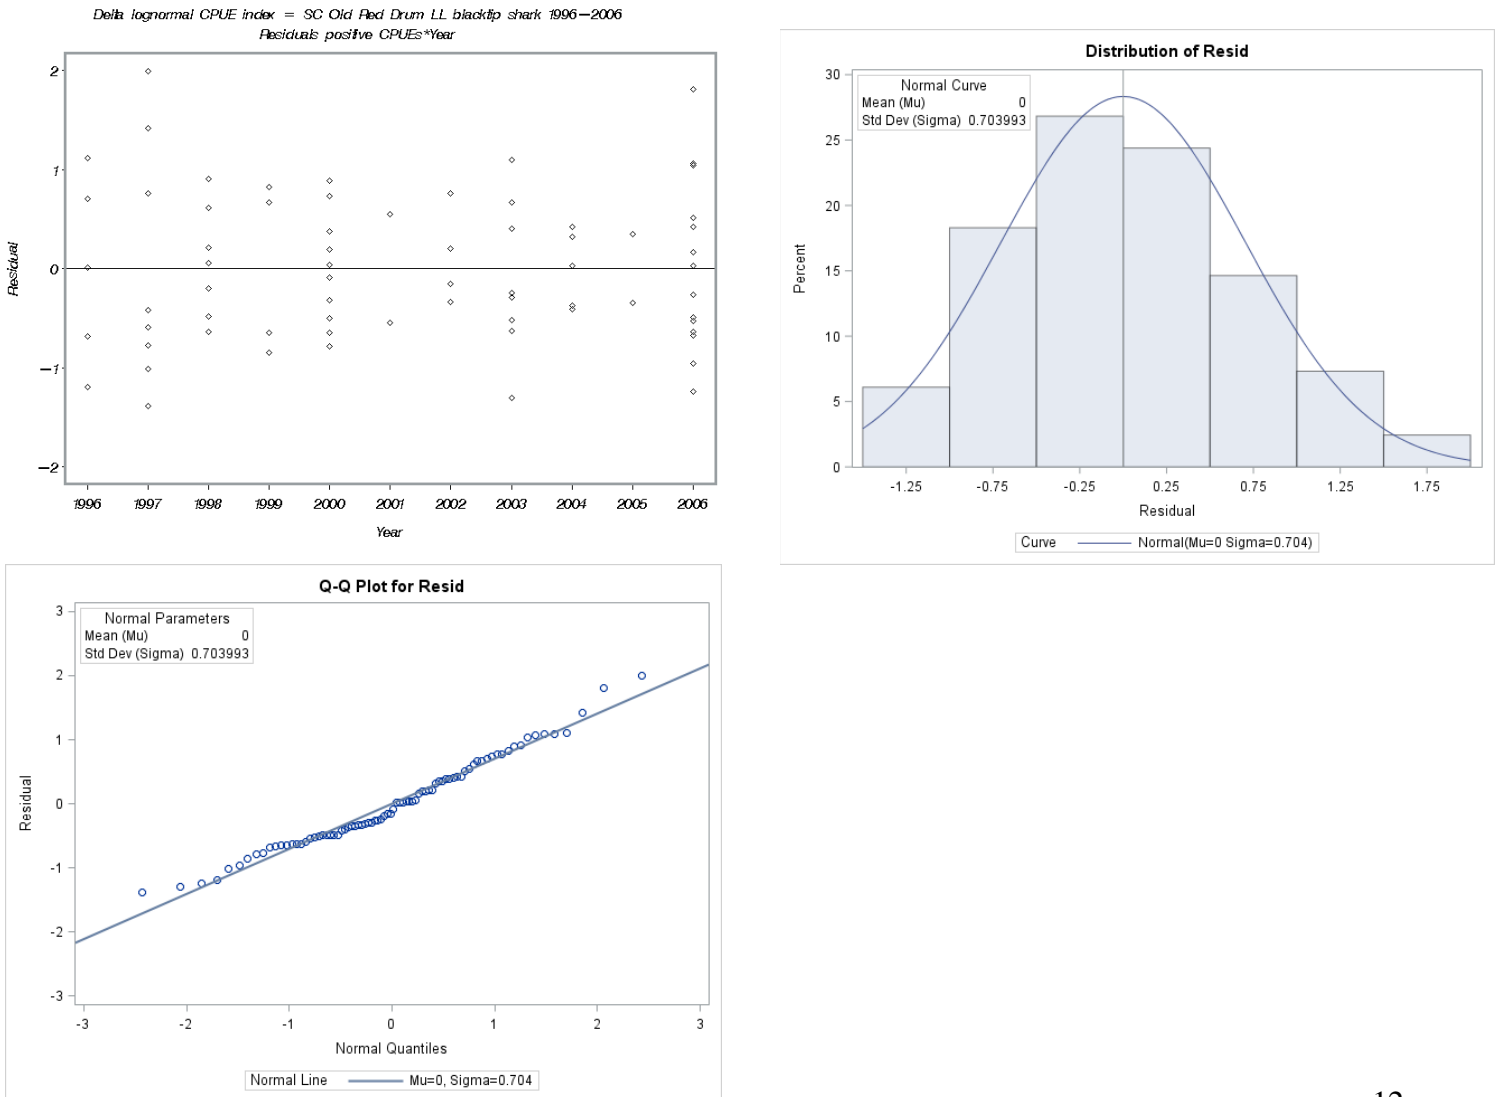 Delta lognormal CPUE index = SC Old Red Drum LL blacktip shark 1996-2006
Residuals positive CPUEs*Year
Residual
2
1
0
-1
-2
1996 1997 1998 1999 2000 2001 2002 2003 2004 2005 2006
Year
Distribution of Resid
Normal Curve
Mean (Mu) 0
Std Dev (Sigma) 0.703993
Percent
30
25
20
15
10
5
0
-1.25 -0.75 -0.25 0.25 0.75 1.25 1.75
Residual
Curve Normal(Mu=0 Sigma=0.704)
Q-Q Plot for Resid
Normal Parameters
Mean (Mu) 0
Std Dev (Sigma) 0.703993
Residual
3
2
1
0
-1
-2
-3
-3 -2 -1 0 1 2 3
Normal Quantiles
Normal Line Mu=0, Sigma=0.704